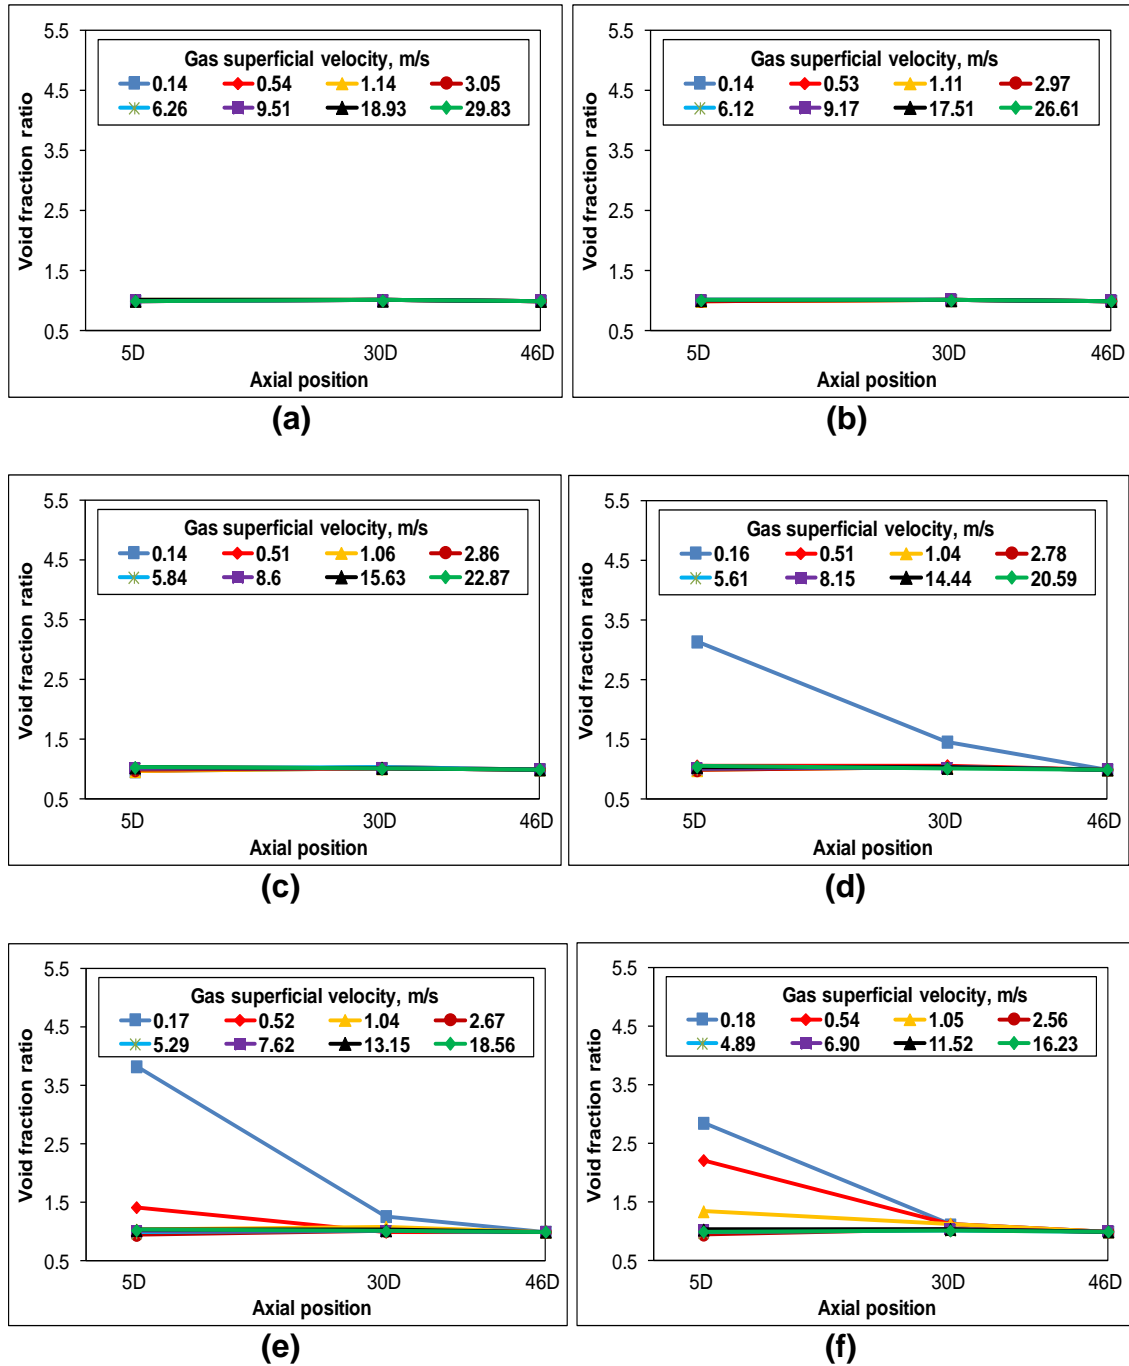 Void fraction ratio
5.5
4.5
3.5
2.5
1.5
0.5
Gas superficial velocity, m/s
0.14 0.54 1.14 3.05
6.26 9.51 18.93 29.83
5D 30D 46D
Axial position
(a)
Void fraction ratio
5.5
4.5
3.5
2.5
1.5
0.5
Gas superficial velocity, m/s
0.14 0.53 1.11 2.97
6.12 9.17 17.51 26.61
5D 30D 46D
Axial position
(b)
Void fraction ratio
5.5
4.5
3.5
2.5
1.5
0.5
Gas superficial velocity, m/s
0.14 0.51 1.06 2.86
5.84 8.6 15.63 22.87
5D 30D 46D
Axial position
(c)
Void fraction ratio
5.5
4.5
3.5
2.5
1.5
0.5
Gas superficial velocity, m/s
0.16 0.51 1.04 2.78
5.61 8.15 14.44 20.59
5D 30D 46D
Axial position
(d)
Void fraction ratio
5.5
4.5
3.5
2.5
1.5
0.5
Gas superficial velocity, m/s
0.17 0.52 1.04 2.67
5.29 7.62 13.15 18.56
5D 30D 46D
Axial position
(e)
Void fraction ratio
5.5
4.5
3.5
2.5
1.5
0.5
Gas superficial velocity, m/s
0.18 0.54 1.05 2.56
4.89 6.90 11.52 16.23
5D 30D 46D
Axial position
(f)